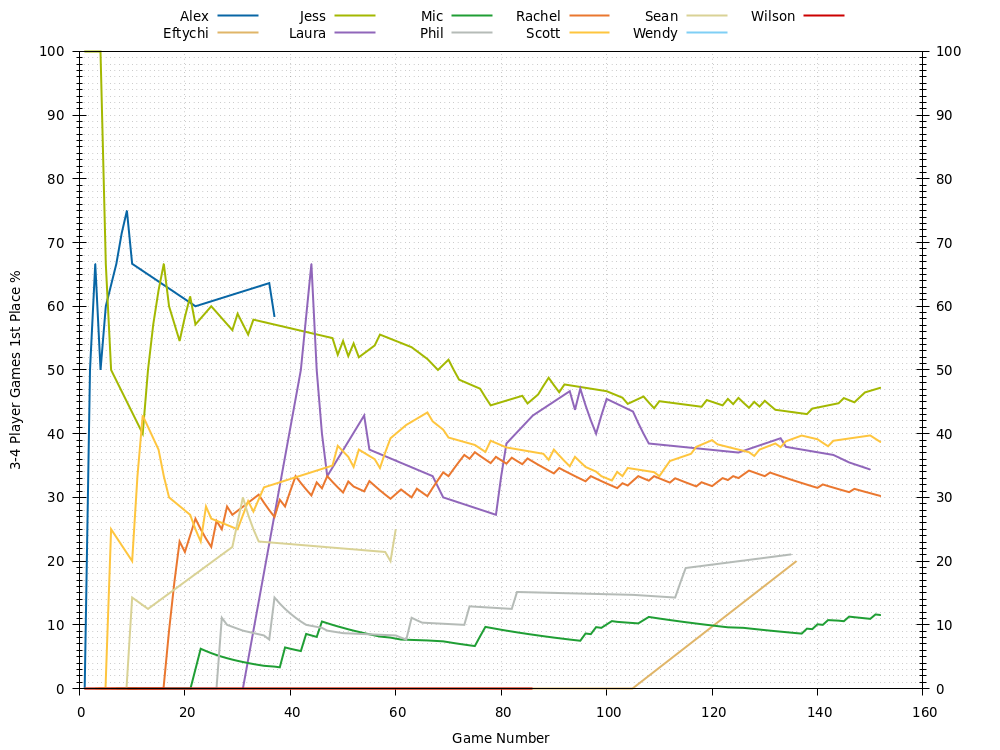 Alex Jess Mic Rachel Sean Wilson
Eftychi Laura Phil Scott Wendy
100 100
90 90
80 80
70 70
60 60
50 50
40 40
30 30
20 20
10 10
0 0
3-4 Player Games 1st Place %
0 20 40 60 80 100 120 140 160
Game Number